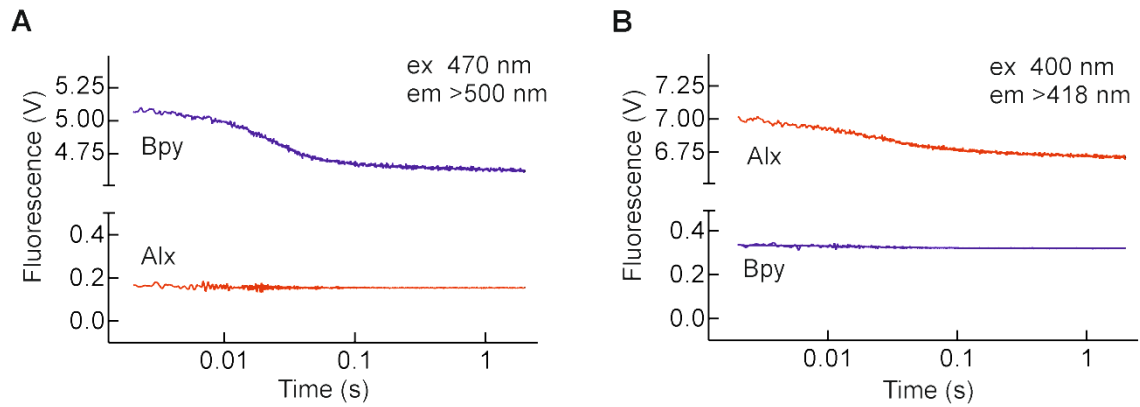 A
ex 470 nm
em >500 nm
Fluorescence (V)
5.25
5.00
4.75
Bpy
0.4
0.2
0.0
Alx
0.01
0.1
1
Time (s)
B
ex 400 nm
em >418 nm
Fluorescence (V)
7.25
7.00
6.75
Alx
0.4
0.2
0.0
Bpy
0.01
0.1
1
Time (s)